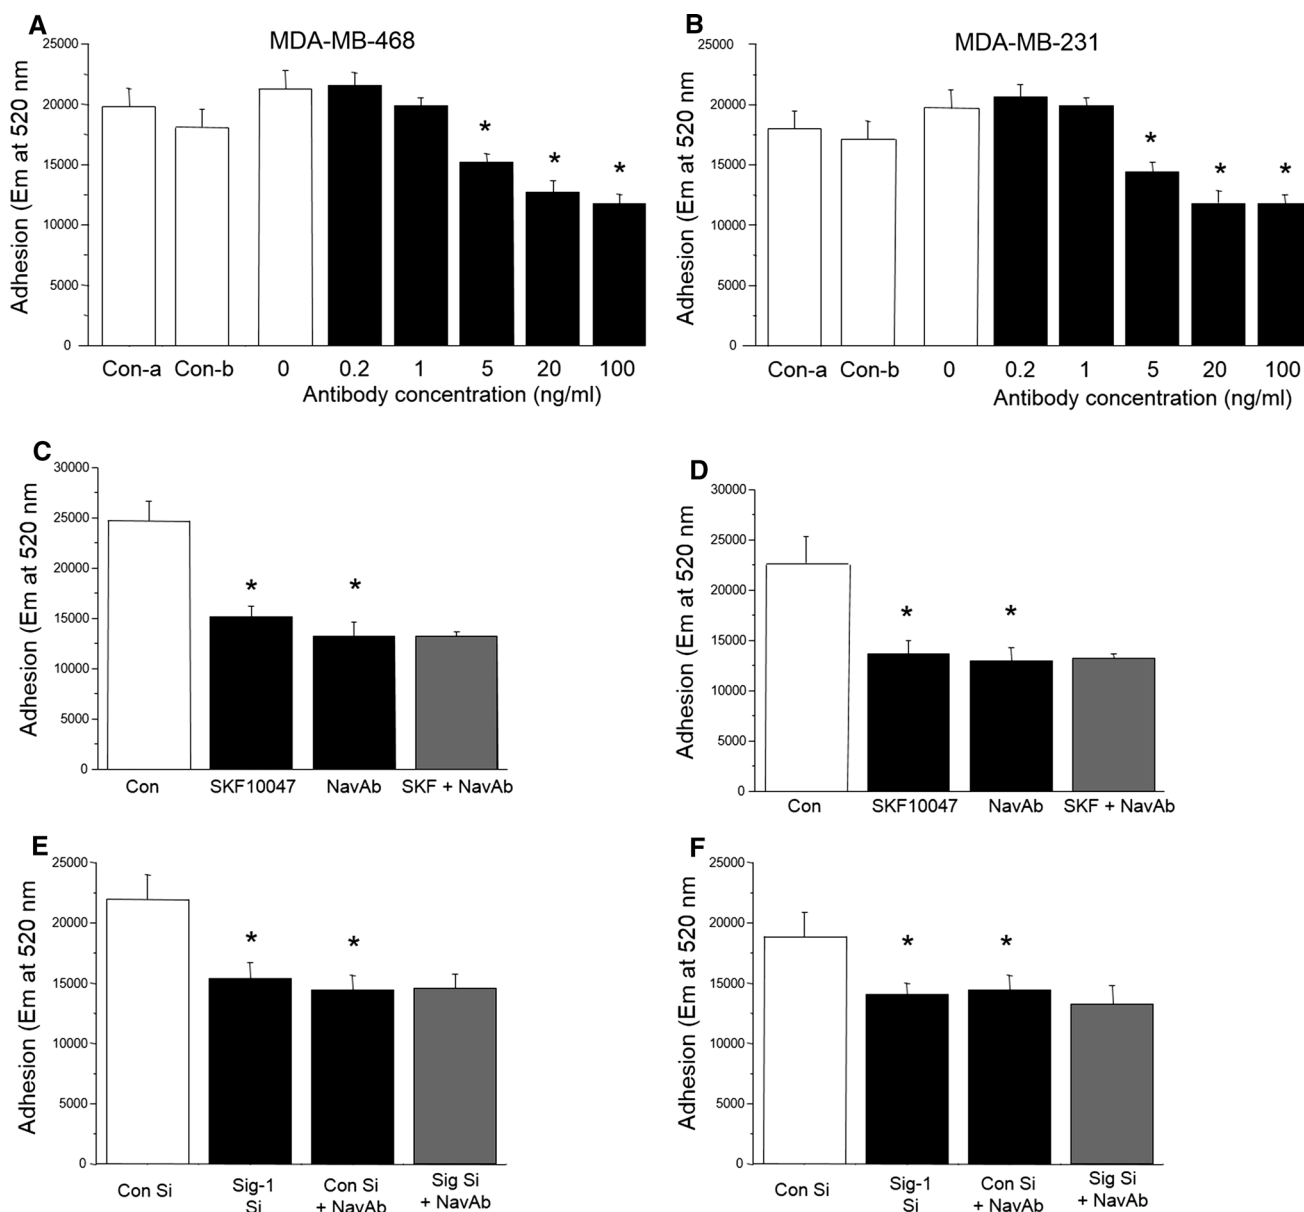 A
MDA-MB-468
Adhesion (Em at 520 nm
25000
20000
15000
10000
5000
0
*
*
*
Con-a Con-b 0 0.2 1 5 20 100
Antibody concentration (ng/ml)
B
MDA-MB-231
Adhesion (Em at 520 nm
25000
20000
15000
10000
5000
0
*
*
*
Con-a Con-b 0 0.2 1 5 20 100
Antibody concentration (ng/ml)
C
Adhesion (Em at 520 nm
30000
25000
20000
15000
10000
5000
0
* *
Con SKF10047 NavAb SKF + NavAb
D
Adhesion (Em at 520 nm
30000
25000
20000
15000
10000
5000
0
* *
Con SKF10047 NavAb SKF + NavAb
E
Adhesion (Em at 520 nm
25000
20000
15000
10000
5000
0
* *
Con Si
Sig-1
Si
Con Si
+ NavAb
Sig Si
+ NavAb
F
Adhesion (Em at 520 nm
25000
20000
15000
10000
5000
0
* *
Con Si
Sig-1
Si
Con Si
+ NavAb
Sig Si
+ NavAb